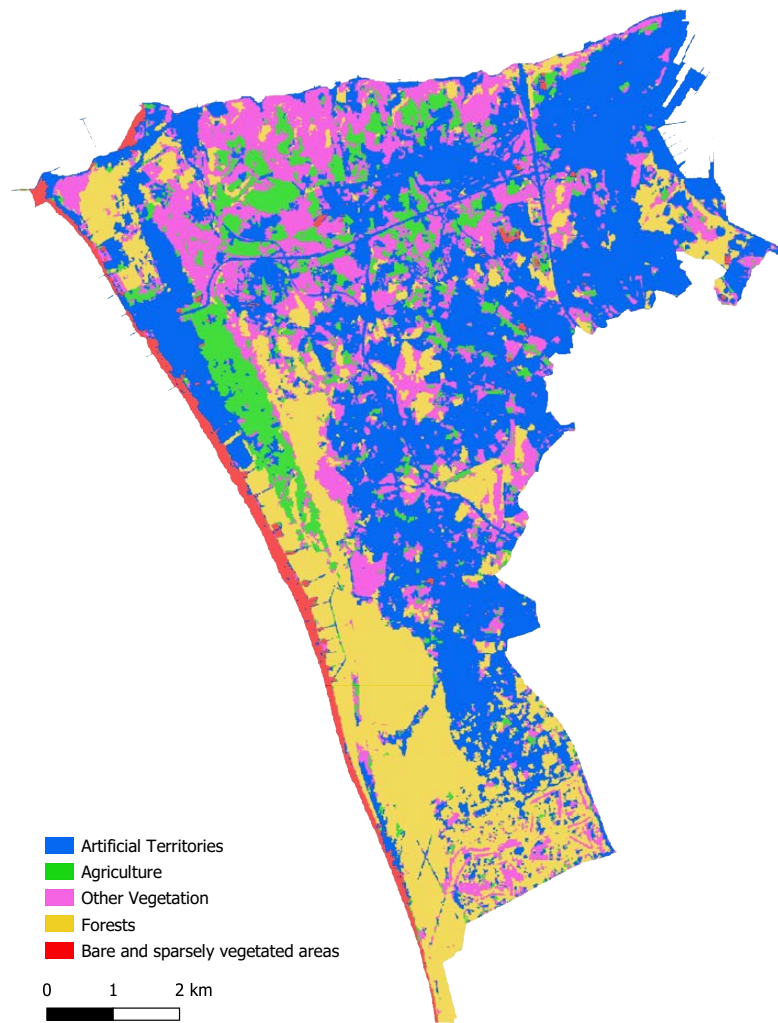 Artificial Territories
Agriculture
Other Vegetation
Forests
Bare and sparsely vegetated areas
0 1 2 km